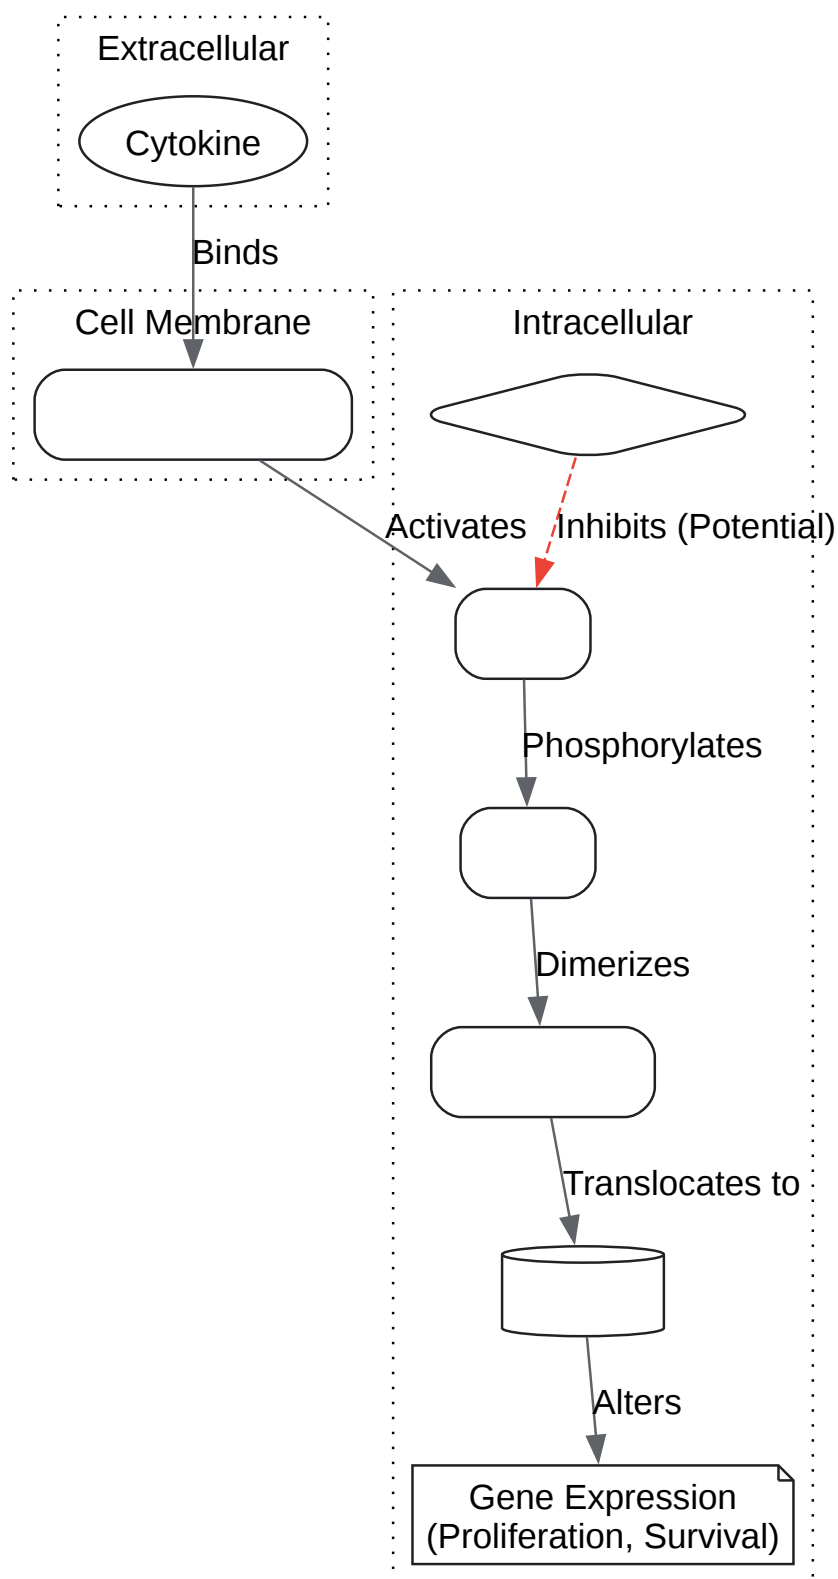 Extracellular
Cytokine
Binds
Cell Membrane
Intracellular
Activates
Inhibits (Potential)
Phosphorylates
Dimerizes
Translocates to
Alters
Gene Expression
(Proliferation, Survival)